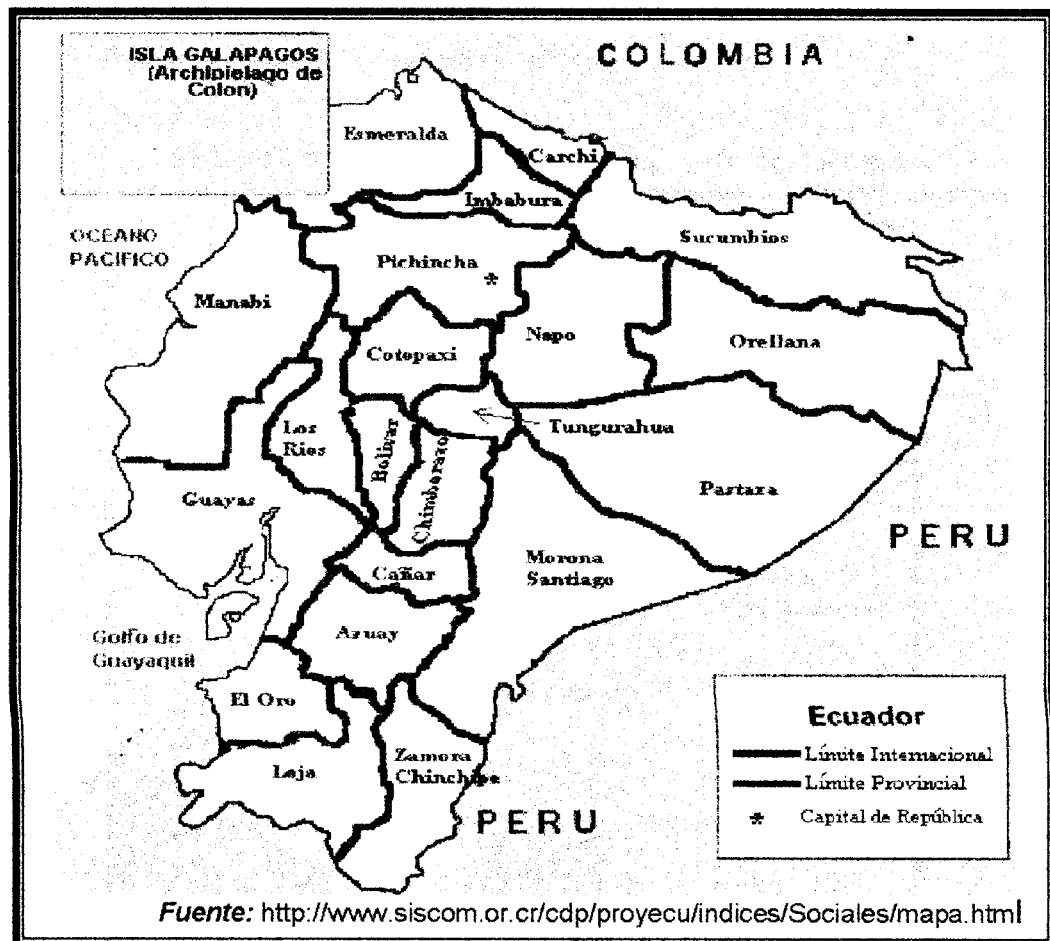 ISLA GALAPAGOS
(Archipielago de
Colon)
COLOMBIA
Esmeralda
Carchi
Imbabura
OCEANO
PACIFICO
Sucumbios
Pichincha
*
Manabi
Napo
Orellana
Cotopaxi
Los
Rios
Bolivar
Chimborazo
Tungurahua
Guayas
Pastaza
PERU
Morona
Santiago
Cañar
Azuay
Golfo de
Guayaquil
El Oro
Zamora
Chinchipe
Loja
PERU
Ecuador
Límite Internacional
Límite Provincial
* Capital de República
Fuente: http://www.siscom.or.cr/cdp/proyecu/indices/Sociales/mapa.html